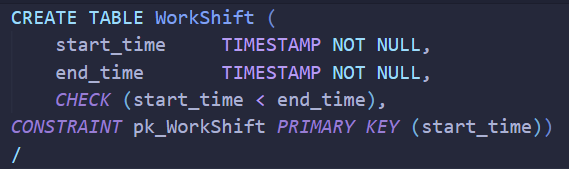 CREATE TABLE WorkShift (
    start_time     TIMESTAMP NOT NULL,
    end_time       TIMESTAMP NOT NULL,
    CHECK (start_time < end_time),
CONSTRAINT pk_WorkShift PRIMARY KEY (start_time))
/